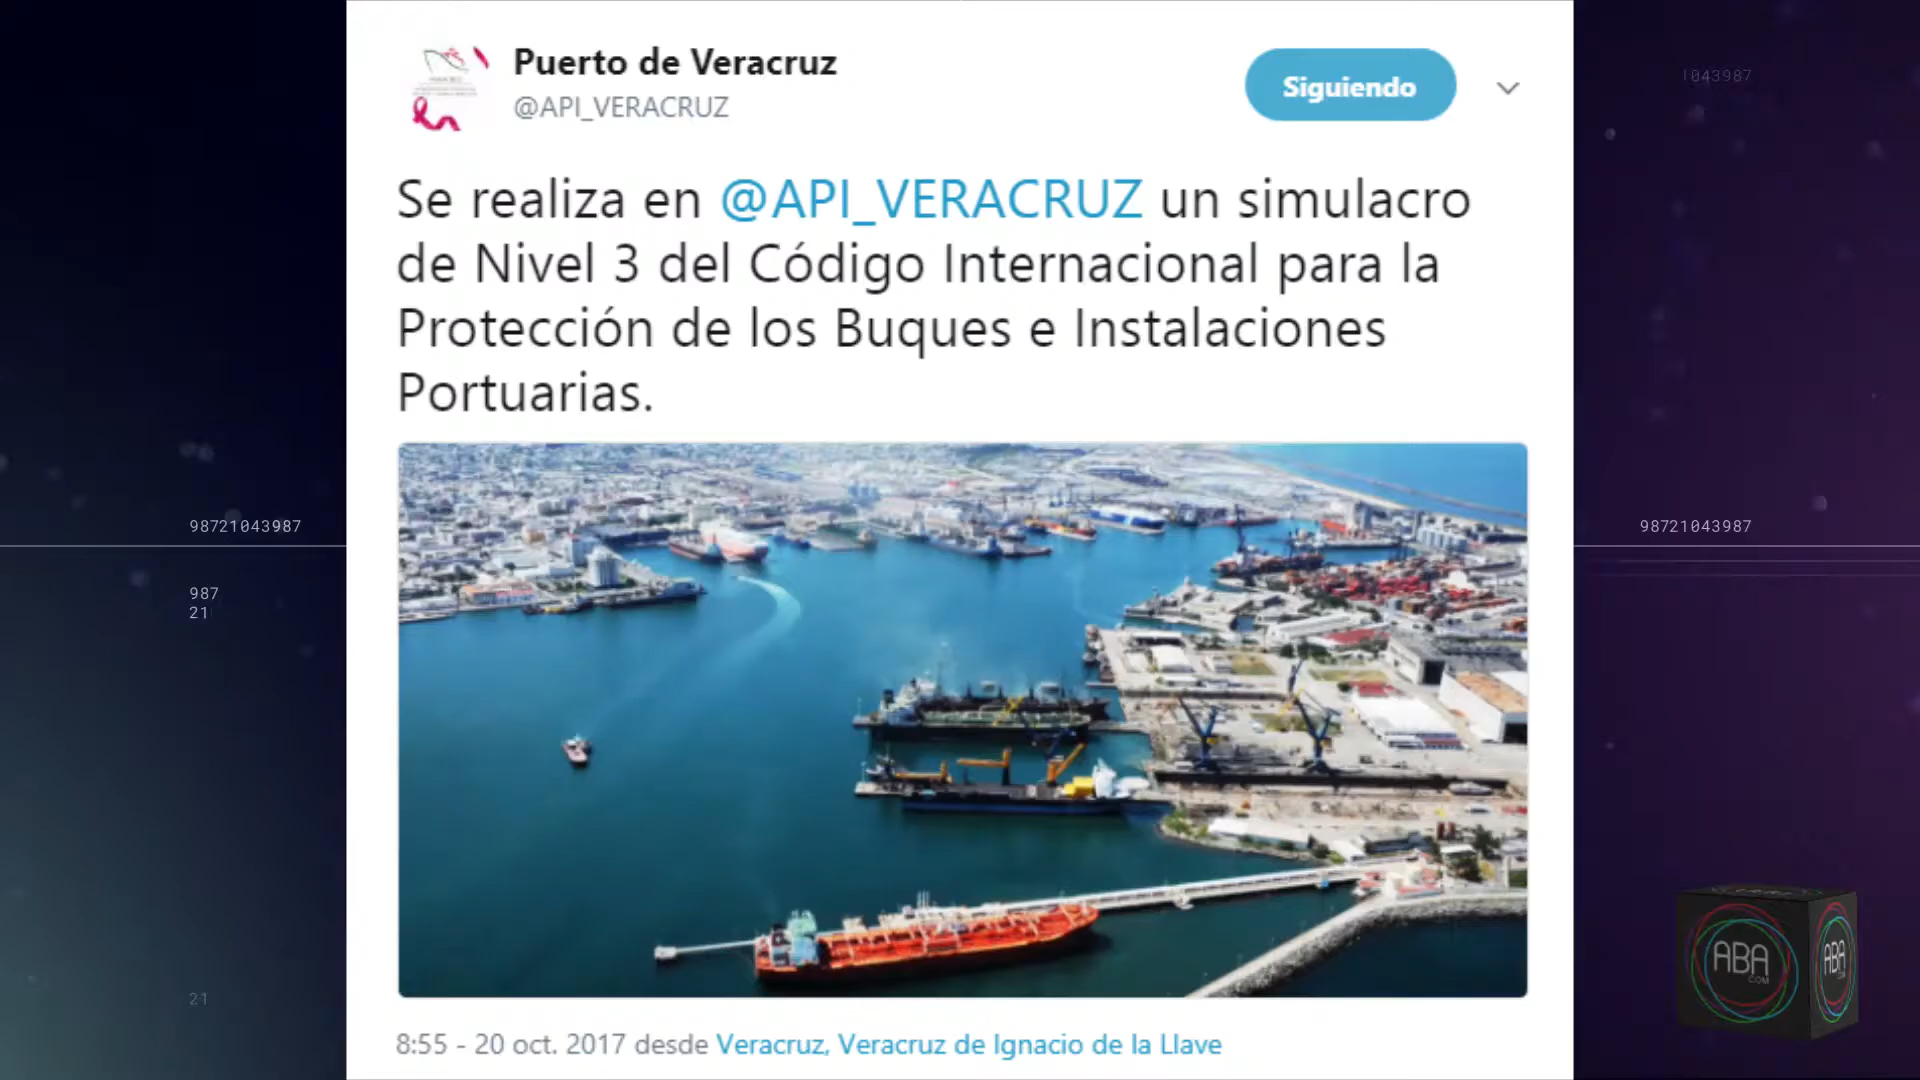 Puerto de Veracruz
@API_VERACRUZ
Siguiendo
Se realiza en @API_VERACRUZ un simulacro
de Nivel 3 del Código Internacional para la
Protección de los Buques e Instalaciones
Portuarias.
8:55 - 20 oct. 2017 desde Veracruz, Veracruz de Ignacio de la Llave
1043987
98721043987
98721043987
987
21
21
ABA
.COM
ABA